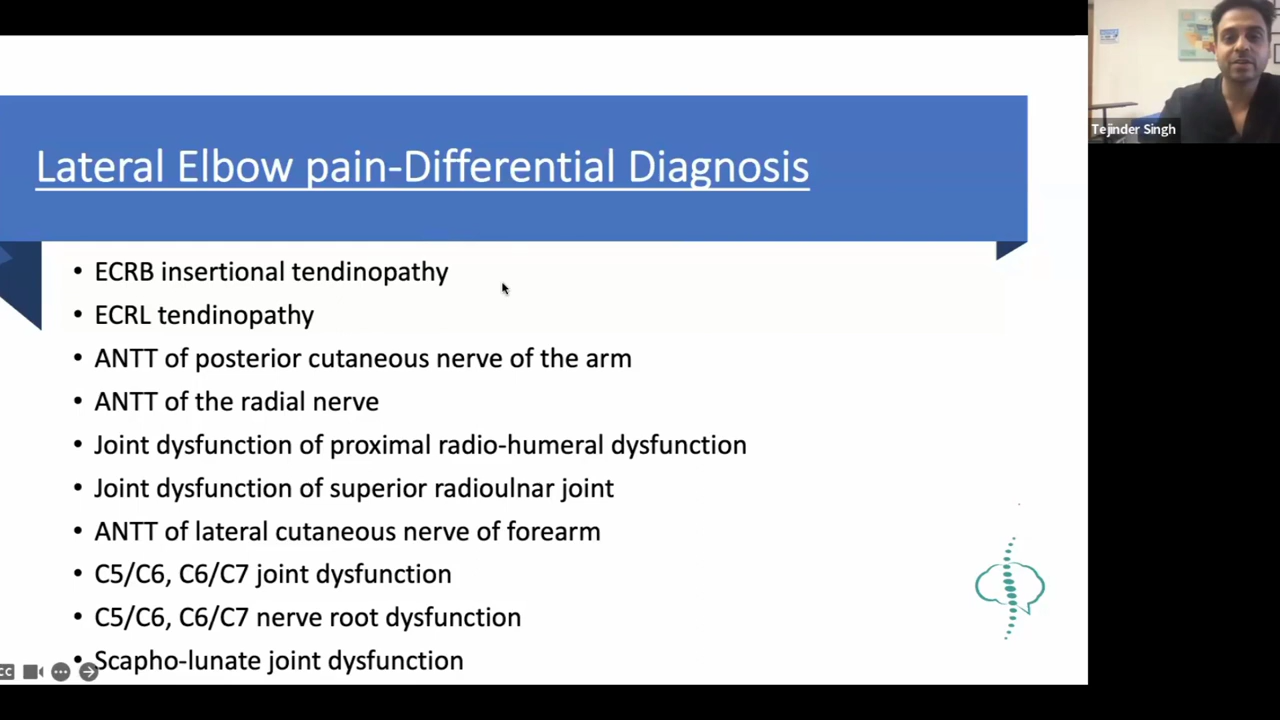 Lateral Elbow pain-Differential Diagnosis
• ECRB insertional tendinopathy
• ECRL tendinopathy
• ANTT of posterior cutaneous nerve of the arm
• ANTT of the radial nerve
• Joint dysfunction of proximal radio-humeral dysfunction
• Joint dysfunction of superior radioulnar joint
• ANTT of lateral cutaneous nerve of forearm
• C5/C6, C6/C7 joint dysfunction
• C5/C6, C6/C7 nerve root dysfunction
• Scapho-lunate joint dysfunction
CC
Tejinder Singh